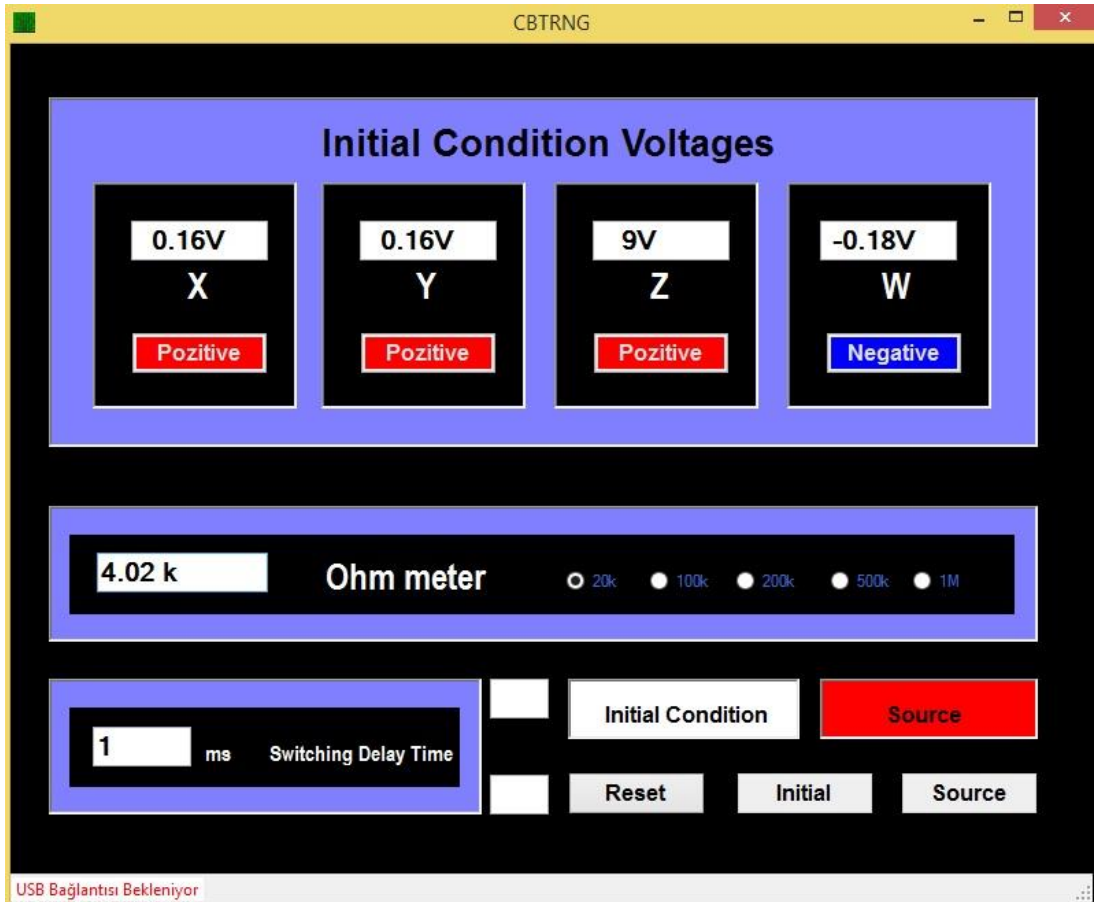 CBTRNG
Initial Condition Voltages
0.16V 0.16V 9V -0.18V
X Y Z W
Pozitive Pozitive Pozitive Negative
4.02 k Ohm meter 20k 100k 200k 500k 1M
Initial Condition Source
1 ms Switching Delay Time
Reset Initial Source
USB Bağlantısı Bekleniyor